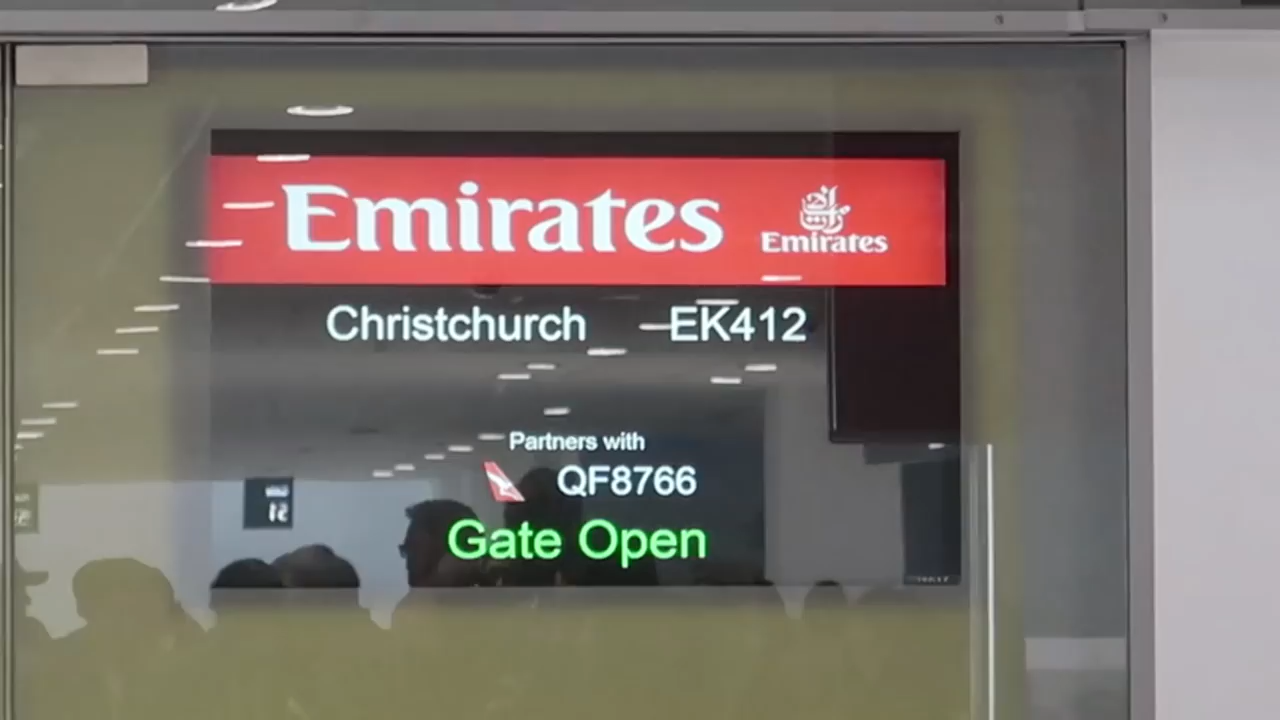 Emirates
Emirates
Christchurch EK412
Partners with
QF8766
Gate Open